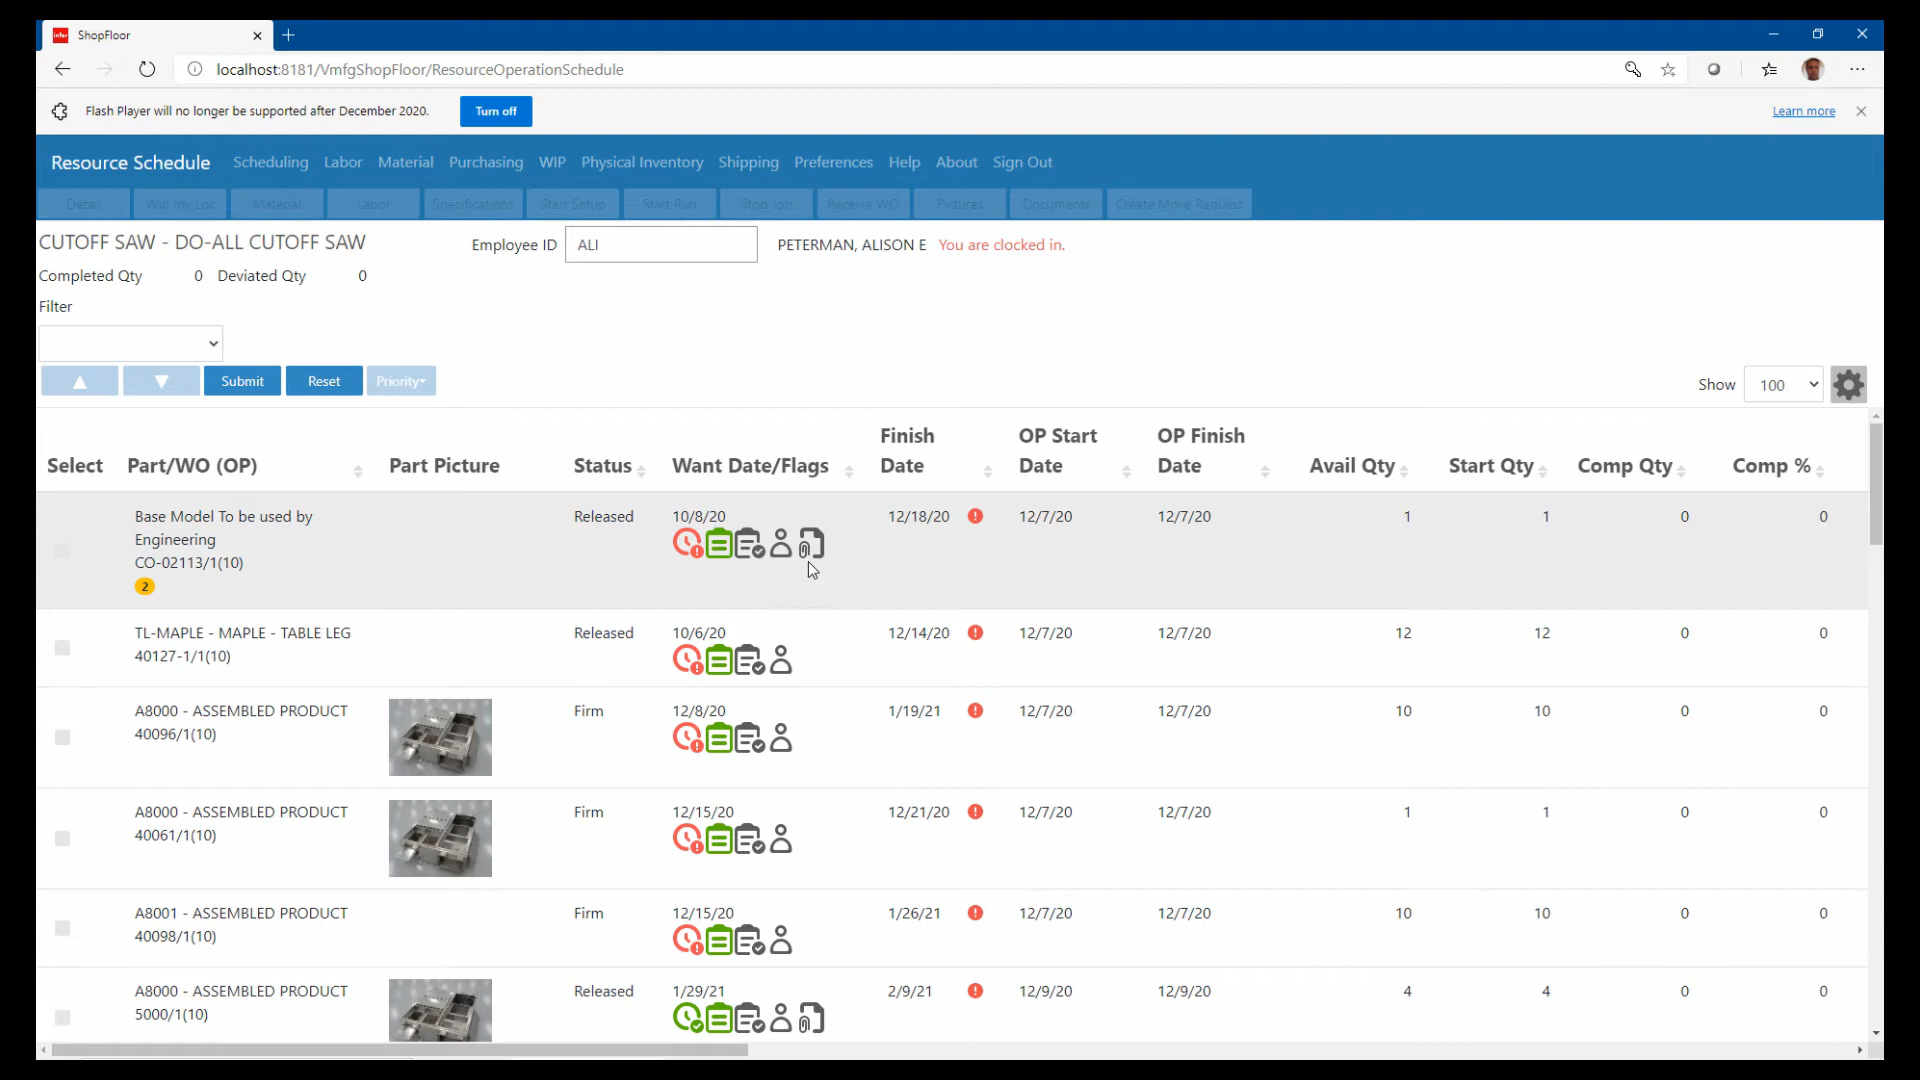 infor ShopFloor
localhost:8181/VmfgShopFloor/ResourceOperationSchedule
Flash Player will no longer be supported after December 2020. Turn off Learn more
Resource Schedule Scheduling Labor Material Purchasing WIP Physical Inventory Shipping Preferences Help About Sign Out
Detail Wip Inv Loc Material Labor Specifications Start Setup Start Run Stop Job Receive WO Pictures Documents Create Move Request
CUTOFF SAW - DO-ALL CUTOFF SAW Employee ID ALI PETERMAN, ALISON E You are clocked in.
Completed Qty 0 Deviated Qty 0
Filter
Submit Reset Priority Show 100
Select Part/WO (OP) Part Picture Status Want Date/Flags Finish Date OP Start Date OP Finish Date Avail Qty Start Qty Comp Qty Comp %
Base Model To be used by Released 10/8/20 12/18/20 12/7/20 12/7/20 1 1 0 0
Engineering
CO-02113/1(10)
2
TL-MAPLE - MAPLE - TABLE LEG Released 10/6/20 12/14/20 12/7/20 12/7/20 12 12 0 0
40127-1/1(10)
A8000 - ASSEMBLED PRODUCT Firm 12/8/20 1/19/21 12/7/20 12/7/20 10 10 0 0
40096/1(10)
A8000 - ASSEMBLED PRODUCT Firm 12/15/20 12/21/20 12/7/20 12/7/20 1 1 0 0
40061/1(10)
A8001 - ASSEMBLED PRODUCT Firm 12/15/20 1/26/21 12/7/20 12/7/20 10 10 0 0
40098/1(10)
A8000 - ASSEMBLED PRODUCT Released 1/29/21 2/9/21 12/9/20 12/9/20 4 4 0 0
5000/1(10)